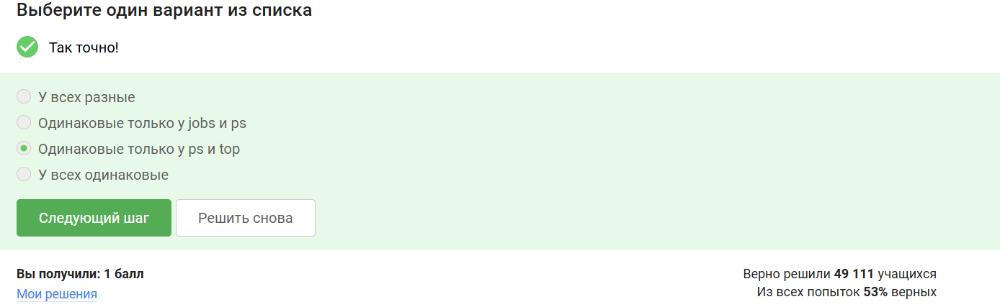 Выберите один вариант из списка
Так точно!
У всех разные
Одинаковые только у jobs и ps
Одинаковые только у ps и top
У всех одинаковые
Следующий шаг
Решить снова
Вы получили: 1 балл
Мои решения
Верно решили 49 111 учащихся
Из всех попыток 53% верных